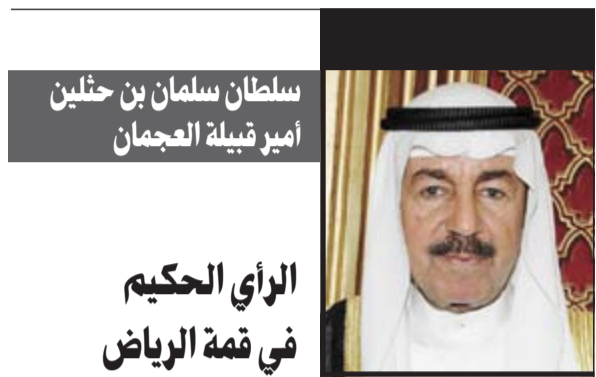 سلطان سلمان بن حثلين
أمير قبيلة العجمان
الرأي الحكيم
في قمة الرياض